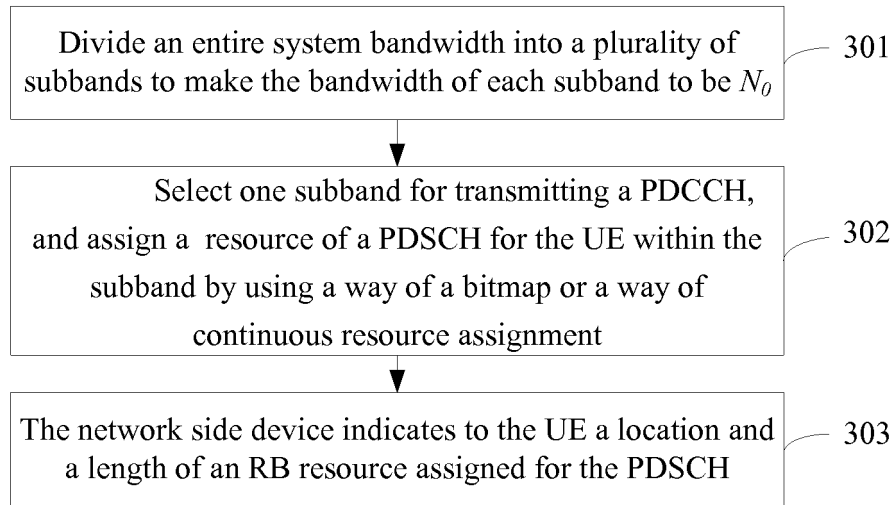 Divide an entire system bandwidth into a plurality of
subbands to make the bandwidth of each subband to be N₀
301
Select one subband for transmitting a PDCCH,
and assign a resource of a PDSCH for the UE within the
subband by using a way of a bitmap or a way of
continuous resource assignment
302
The network side device indicates to the UE a location and
a length of an RB resource assigned for the PDSCH
303